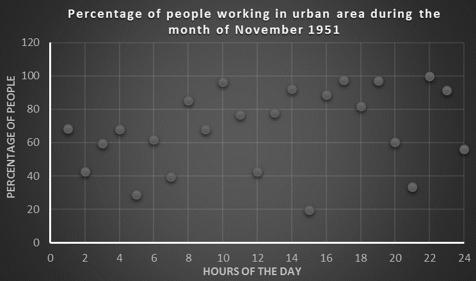 Percentage of people working in urban area during the
month of November 1951
PERCENTAGE OF PEOPLE
120
100
80
60
40
20
0
0 2 4 6 8 10 12 14 16 18 20 22 24
HOURS OF THE DAY